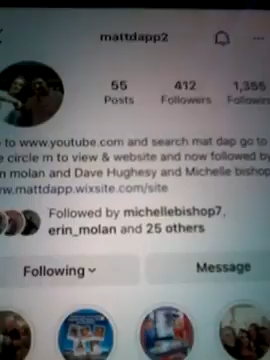 mattdapp2
55 412 1,355
Posts Followers Followin
to www.youtube.com and search mat dap go to
e circle m to view & website and now followed by
n molan and Dave Hughesy and Michelle bishop
ww.mattdapp.wixsite.com/site
Followed by michellebishop7,
erin_molan and 25 others
Following Message